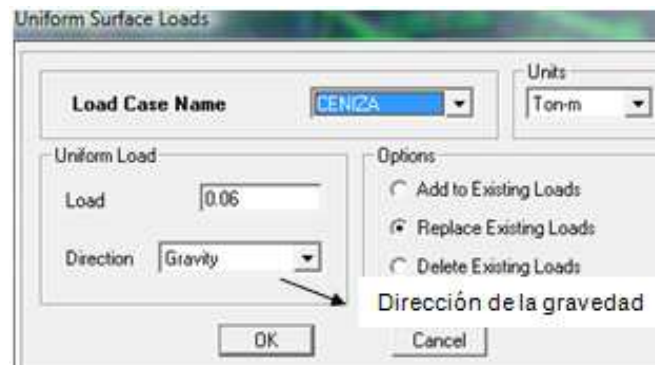 Uniform Surface Loads
Load Case Name CENIZA
Units
Ton-m
Uniform Load
Load 0.06
Direction Gravity
Options
Add to Existing Loads
Replace Existing Loads
Delete Existing Loads
Dirección de la gravedad
OK Cancel